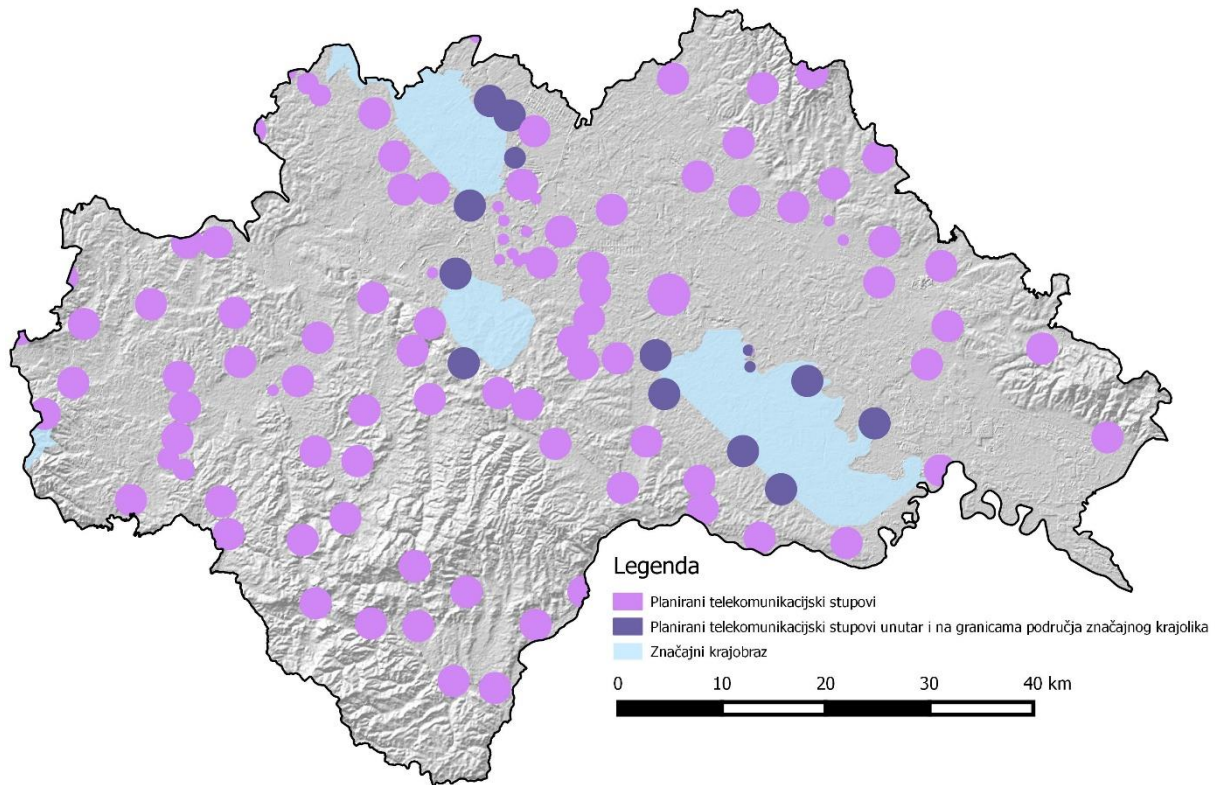 Legenda
Planirani telekomunikacijski stupovi
Planirani telekomunikacijski stupovi unutar i na granicama područja značajnog krajolika
Značajni krajobraz
0 10 20 30 40 km